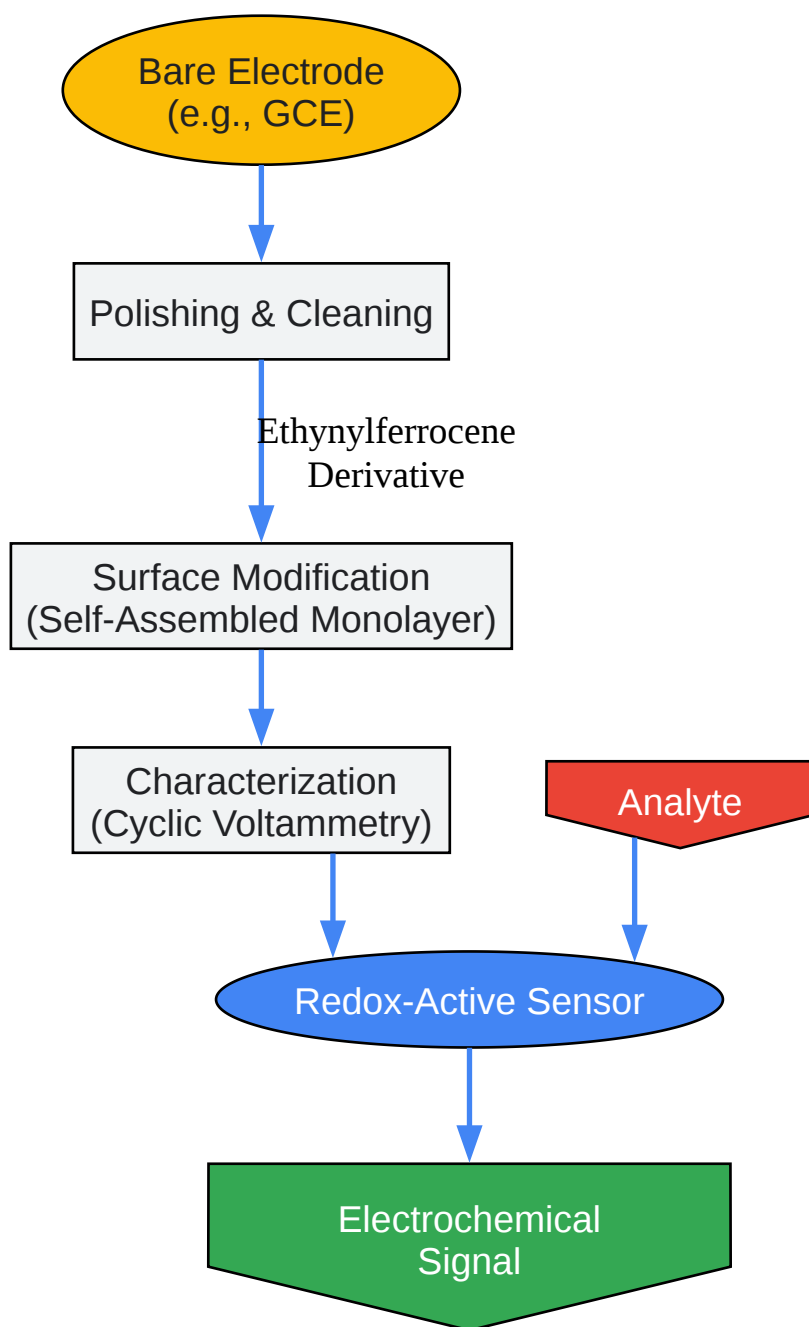 Bare Electrode
(e.g., GCE)
Polishing & Cleaning
Ethynylferrocene
Derivative
Surface Modification
(Self-Assembled Monolayer)
Characterization
(Cyclic Voltammetry)
Analyte
Redox-Active Sensor
Electrochemical
Signal